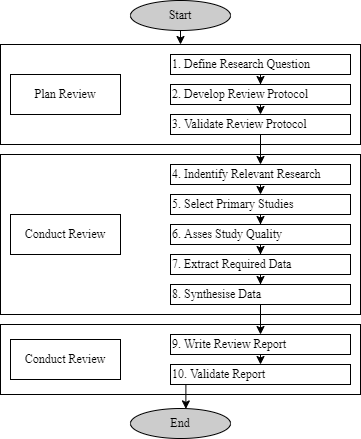 Start
Plan Review
1. Define Research Question
2. Develop Review Protocol
3. Validate Review Protocol
Conduct Review
4. Indentify Relevant Research
5. Select Primary Studies
6. Asses Study Quality
7. Extract Required Data
8. Synthesise Data
Conduct Review
9. Write Review Report
10. Validate Report
End